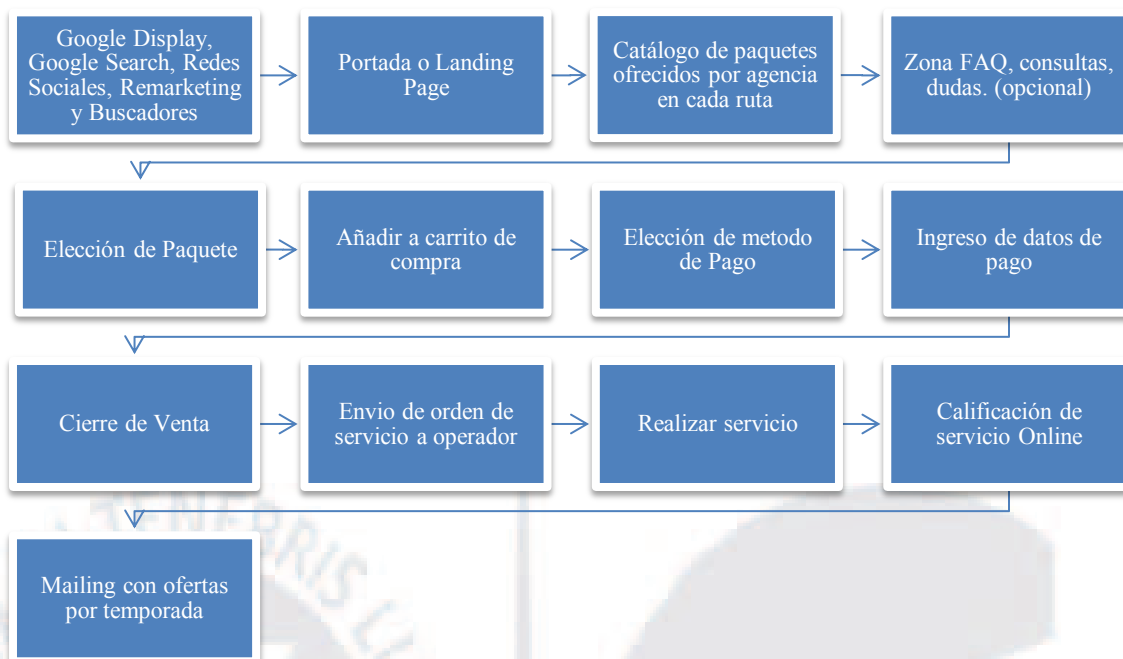 Google Display,
Google Search, Redes
Sociales, Remarketing
y Buscadores
Portada o Landing
Page
Catálogo de paquetes
ofrecidos por agencia
en cada ruta
Zona FAQ, consultas,
dudas. (opcional)
Elección de Paquete
Añadir a carrito de
compra
Elección de metodo
de Pago
Ingreso de datos de
pago
Cierre de Venta
Envio de orden de
servicio a operador
Realizar servicio
Calificación de
servicio Online
Mailing con ofertas
por temporada
TENEBRIS